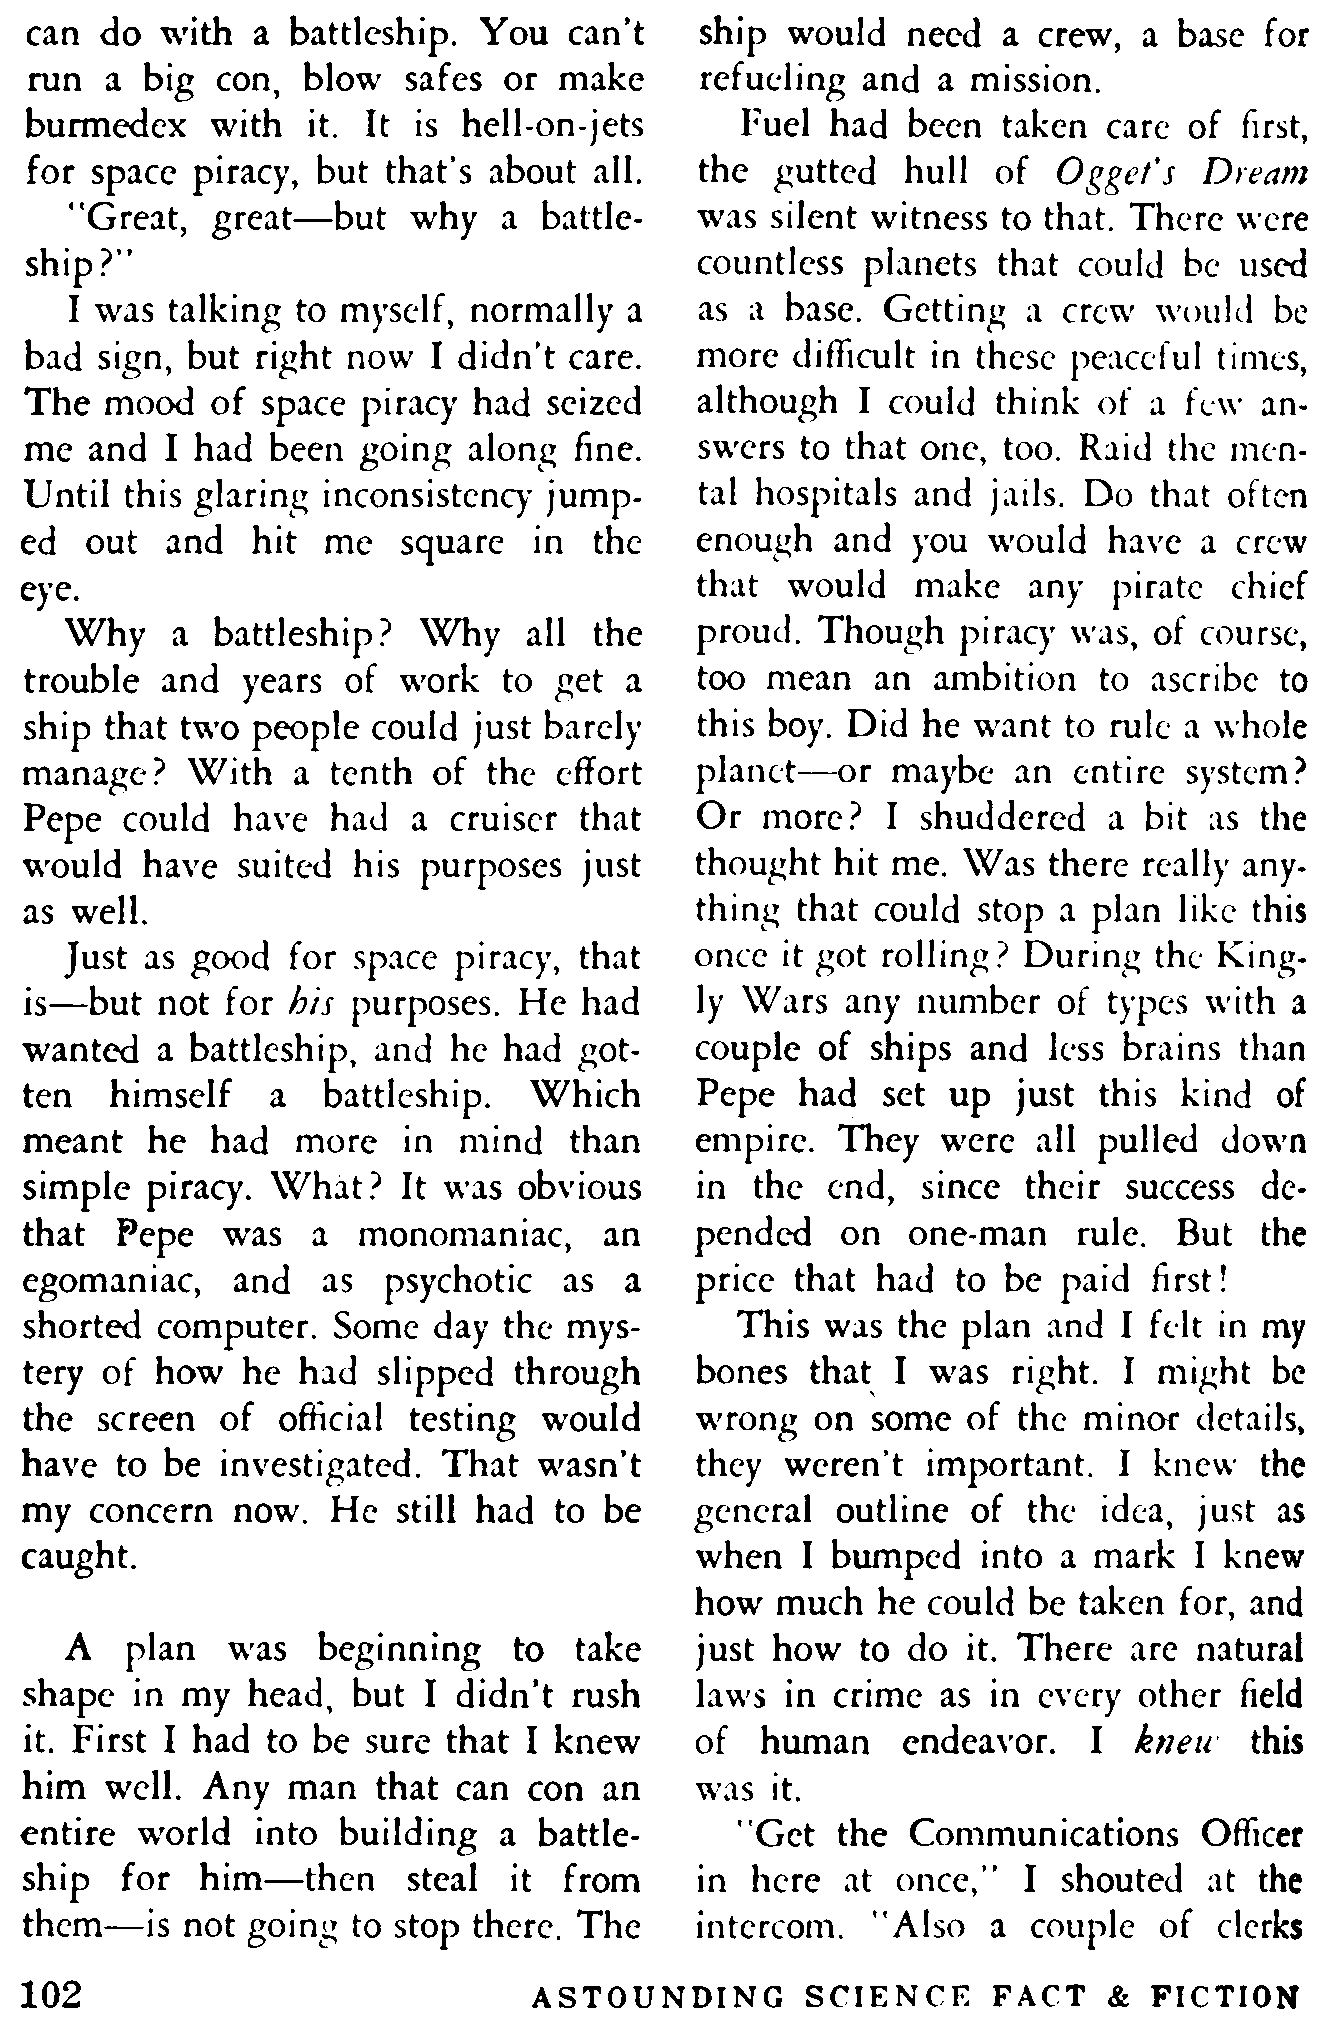 can do with a battleship. You can't
run a big con, blow safes or make
burmedex with it. It is hell-on-jets
for space piracy, but that's about all.
"Great, great—but why a battle-
ship?"
I was talking to myself, normally a
bad sign, but right now I didn't care.
The mood of space piracy had seized
me and I had been going along fine.
Until this glaring inconsistency jump-
ed out and hit me square in the
eye.
Why a battleship? Why all the
trouble and years of work to get a
ship that two people could just barely
manage? With a tenth of the effort
Pepe could have had a cruiser that
would have suited his purposes just
as well.
Just as good for space piracy, that
is—but not for his purposes. He had
wanted a battleship, and he had got-
ten himself a battleship. Which
meant he had more in mind than
simple piracy. What? It was obvious
that Pepe was a monomaniac, an
egomaniac, and as psychotic as a
shorted computer. Some day the mys-
tery of how he had slipped through
the screen of official testing would
have to be investigated. That wasn't
my concern now. He still had to be
caught.
A plan was beginning to take
shape in my head, but I didn't rush
it. First I had to be sure that I knew
him well. Any man that can con an
entire world into building a battle-
ship for him—then steal it from
them—is not going to stop there. The
ship would need a crew, a base for
refueling and a mission.
Fuel had been taken care of first,
the gutted hull of Ogget's Dream
was silent witness to that. There were
countless planets that could be used
as a base. Getting a crew would be
more difficult in these peaceful times,
although I could think of a few an-
swers to that one, too. Raid the men-
tal hospitals and jails. Do that often
enough and you would have a crew
that would make any pirate chief
proud. Though piracy was, of course,
too mean an ambition to ascribe to
this boy. Did he want to rule a whole
planet—or maybe an entire system?
Or more? I shuddered a bit as the
thought hit me. Was there really any-
thing that could stop a plan like this
once it got rolling? During the King-
ly Wars any number of types with a
couple of ships and less brains than
Pepe had set up just this kind of
empire. They were all pulled down
in the end, since their success de-
pended on one-man rule. But the
price that had to be paid first!
This was the plan and I felt in my
bones that I was right. I might be
wrong on some of the minor details,
they weren't important. I knew the
general outline of the idea, just as
when I bumped into a mark I knew
how much he could be taken for, and
just how to do it. There are natural
laws in crime as in every other field
of human endeavor. I knew this
was it.
"Get the Communications Officer
in here at once," I shouted at the
intercom. "Also a couple of clerks
102 ASTOUNDING SCIENCE FACT & FICTION